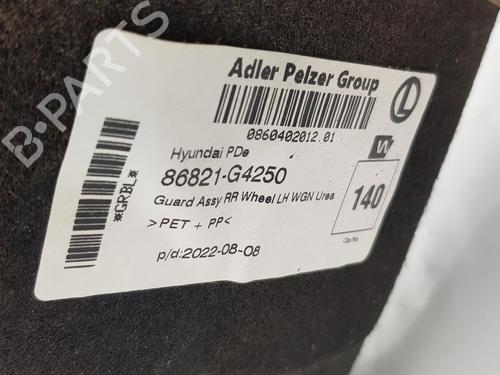 B-PARTS
Adler Pelzer Group
0860402012.01
L
W
Hyundai PDe
86821-G4250
Guard Assy RR Wheel LH WGN Urea
>PET + PP<
140
p/d:2022-08-08
*GRBL*